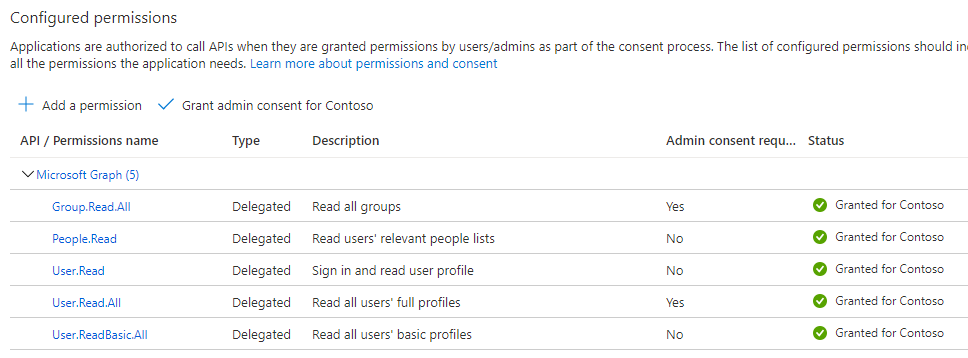 Configured permissions
Applications are authorized to call APIs when they are granted permissions by users/admins as part of the consent process. The list of configured permissions should
all the permissions the application needs. Learn more about permissions and consent
Add a permission Grant admin consent for Contoso
API / Permissions name Type Description Admin consent requ... Status
Microsoft Graph (5)
Group.Read.All Delegated Read all groups Yes Granted for Contoso
People.Read Delegated Read users' relevant people lists No Granted for Contoso
User.Read Delegated Sign in and read user profile No Granted for Contoso
User.Read.All Delegated Read all users' full profiles Yes Granted for Contoso
User.ReadBasic.All Delegated Read all users' basic profiles No Granted for Contoso